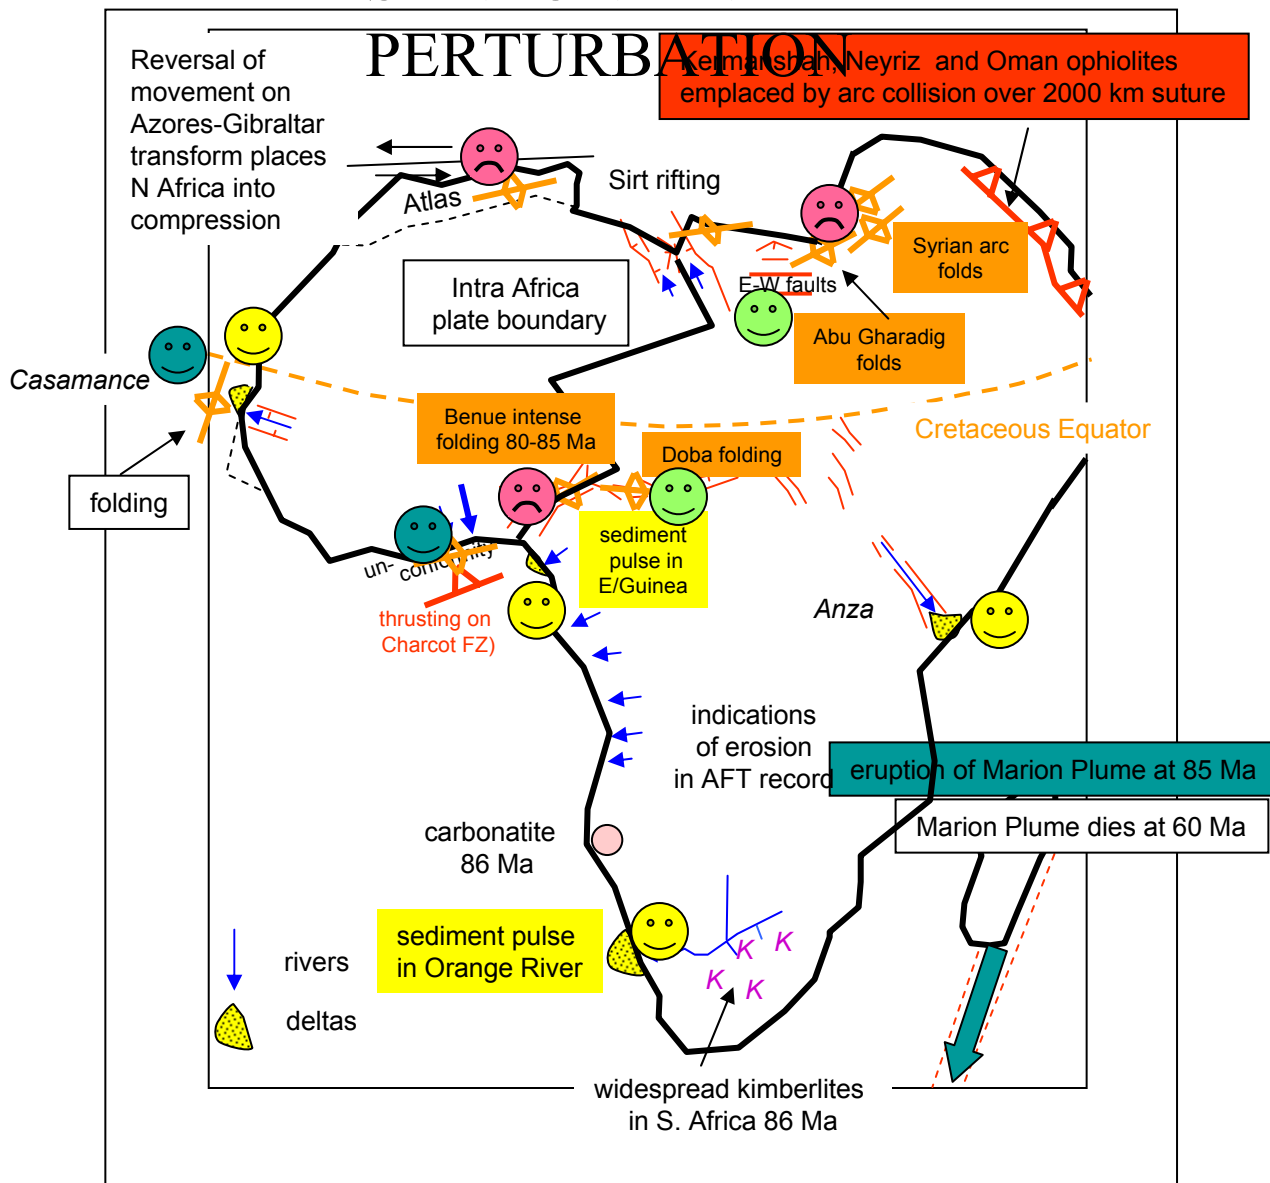 PERTURBATION
Reversal of
movement on
Azores-Gibraltar
transform places
N Africa into
compression
Kermanshah, Neyriz and Oman ophiolites
emplaced by arc collision over 2000 km suture
Atlas
Sirt rifting
Syrian arc
folds
E-W faults
Intra Africa
plate boundary
Abu Gharadig
folds
Casamance
Benue intense
folding 80-85 Ma
Cretaceous Equator
Doba folding
folding
un-
conformity
sediment
pulse in
E/Guinea
thrusting on
Charcot FZ)
Anza
indications
of erosion
in AFT record
eruption of Marion Plume at 85 Ma
Marion Plume dies at 60 Ma
carbonatite
86 Ma
sediment pulse
in Orange River
K
K
K
K
rivers
deltas
widespread kimberlites
in S. Africa 86 Ma